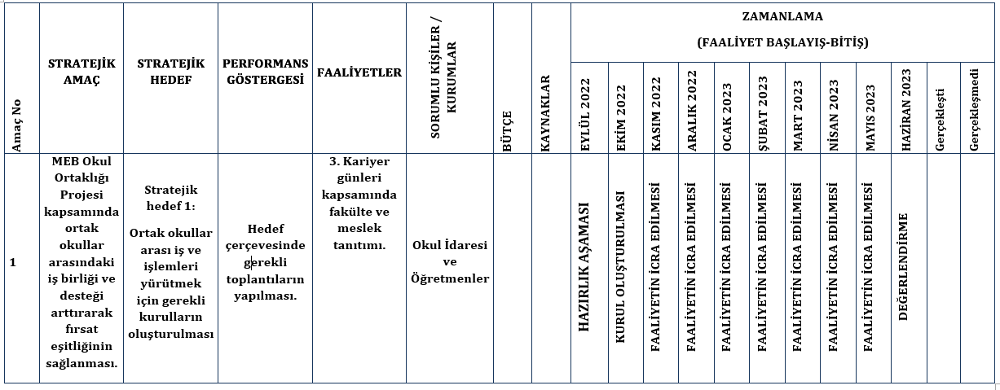 Amaç No
STRATEJİK
AMAÇ
STRATEJİK
HEDEF
PERFORMANS
GÖSTERGESİ
FAALİYETLER
SORUMLU KİŞİLER /
KURUMLAR
BÜTÇE
KAYNAKLAR
ZAMANLAMA
(FAALİYET BAŞLAYIŞ-BİTİŞ)
EYLÜL 2022
EKİM 2022
KASIM 2022
ARALIK 2022
OCAK 2023
ŞUBAT 2023
MART 2023
NİSAN 2023
MAYIS 2023
HAZİRAN 2023
Gerçekleşti
Gerçekleşmedi
1
MEB Okul
Ortaklığı
Projesi
kapsamında
ortak
okullar
arasındaki
iş birliği ve
desteği
arttırarak
fırsat
eşitliğinin
sağlanması.
Stratejik
hedef 1:
Ortak okullar
arası iş ve
işlemleri
yürütmek
için gerekli
kurulların
oluşturulması
Hedef
çerçevesinde
gerekli
toplantıların
yapılması.
3. Kariyer
günleri
kapsamında
fakülte ve
meslek
tanıtımı.
Okul İdaresi
ve
Öğretmenler
HAZIRLIK AŞAMASI
KURUL OLUŞTURULMASI
FAALİYETİN İCRA EDİLMESİ
FAALİYETİN İCRA EDİLMESİ
FAALİYETİN İCRA EDİLMESİ
FAALİYETİN İCRA EDİLMESİ
FAALİYETİN İCRA EDİLMESİ
FAALİYETİN İCRA EDİLMESİ
FAALİYETİN İCRA EDİLMESİ
DEĞERLENDİRME